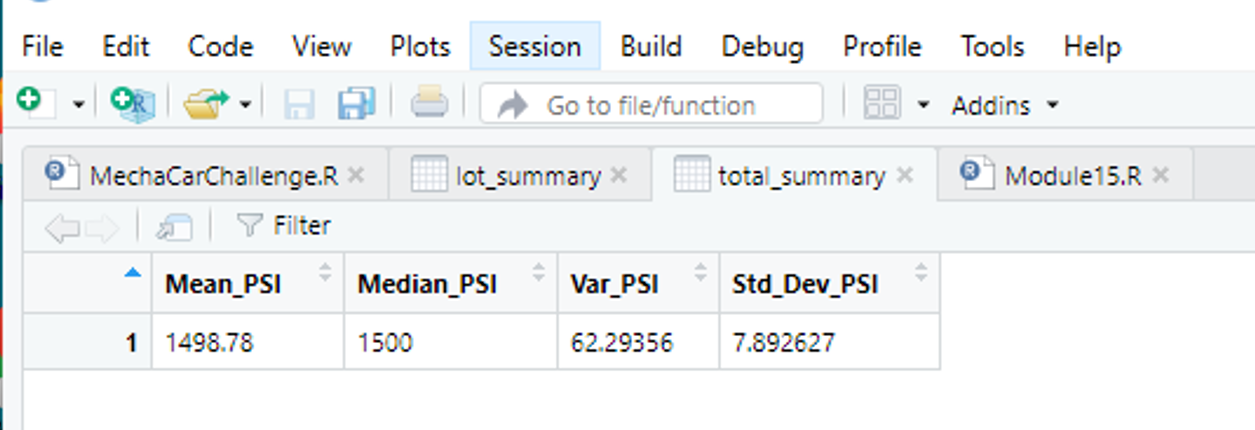 File Edit Code View Plots Session Build Debug Profile Tools Help
R Go to file/function Addins
R MechaCarChallenge.R lot_summary total_summary R Module15.R
Filter
Mean_PSI Median_PSI Var_PSI Std_Dev_PSI
1 1498.78 1500 62.29356 7.892627